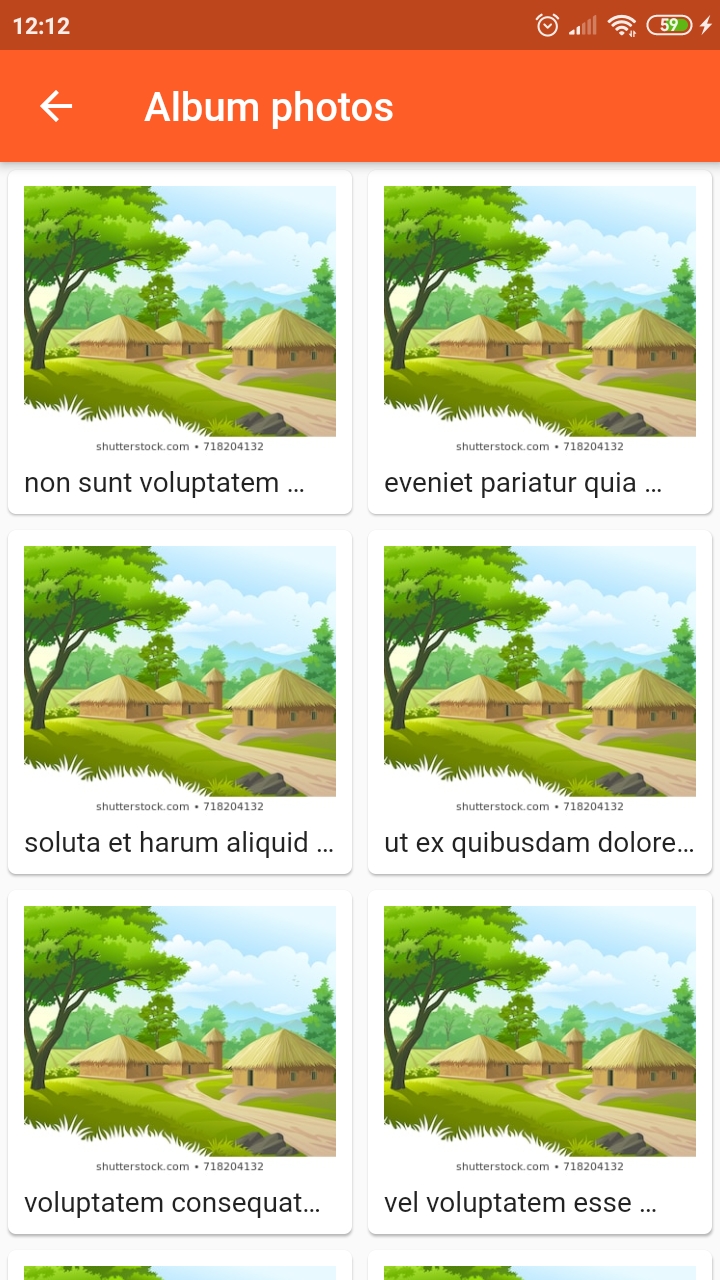 12:12
59
Album photos
shutterstock.com • 718204132
non sunt voluptatem ...
shutterstock.com • 718204132
eveniet pariatur quia ...
shutterstock.com • 718204132
soluta et harum aliquid ...
shutterstock.com • 718204132
ut ex quibusdam dolore...
shutterstock.com • 718204132
voluptatem consequat...
shutterstock.com • 718204132
vel voluptatem esse ...